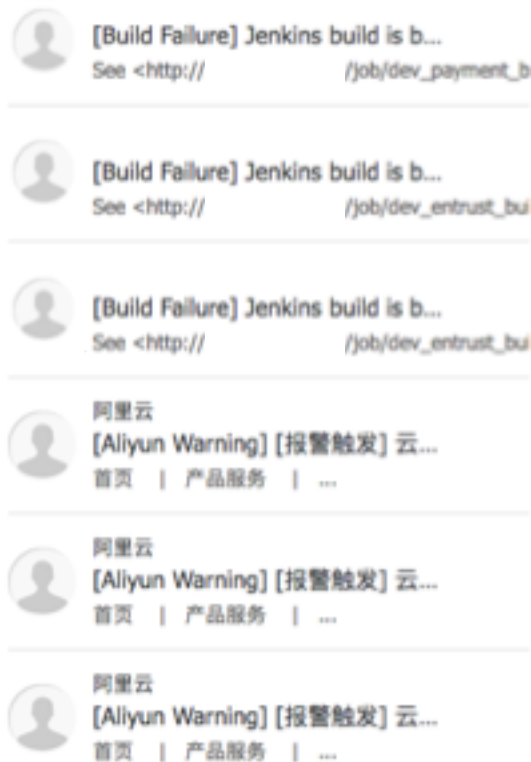 [Build Failure] Jenkins build is b...
See <http:// /job/dev_payment_b
[Build Failure] Jenkins build is b...
See <http:// /job/dev_entrust_bui
[Build Failure] Jenkins build is b...
See <http:// /job/dev_entrust_bui
阿里云
[Aliyun Warning] [报警触发] 云...
首页 | 产品服务 | ...
阿里云
[Aliyun Warning] [报警触发] 云...
首页 | 产品服务 | ...
阿里云
[Aliyun Warning] [报警触发] 云...
首页 | 产品服务 | ...